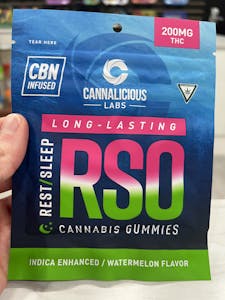 TEAR HERE
200MG
THC
CBN
INFUSED
CANNALICIOUS
LABS
LONG-LASTING
REST/SLEEP
RSO
CANNABIS GUMMIES
INDICA ENHANCED / WATERMELON FLAVOR